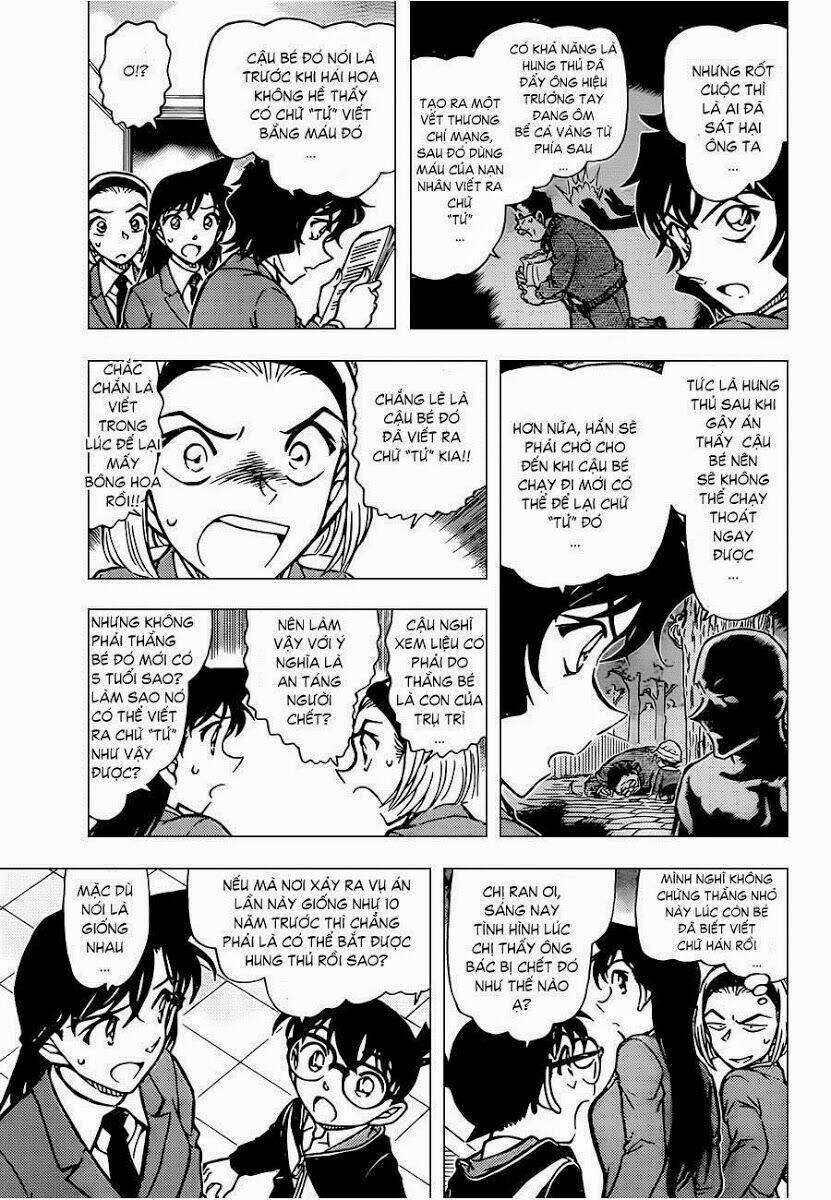 NHƯNG RỐT
CUỘC THÌ
LÀ AI ĐÃ
SÁT HẠI
ÔNG TA
...
CÓ KHẢ NĂNG LÀ
HUNG THỦ ĐÃ
ĐẨY ÔNG HIỆU
TRƯỞNG TAY
ĐANG ÔM
BỂ CÁ VÀNG TỪ
PHÍA SAU
...
TẠO RA MỘT
VẾT THƯƠNG
CHÍ MẠNG,
SAU ĐÓ DÙNG
MÁU CỦA NẠN
NHÂN VIẾT RA
CHỮ
"TỬ"
...
CẬU BÉ ĐÓ NÓI LÀ
TRƯỚC KHI HÁI HOA
KHÔNG HỀ THẤY
CÓ CHỮ "TỬ" VIẾT
BẰNG MÁU ĐÓ
...
Ơ!?
TỨC LÀ HUNG
THỦ SAU KHI
GÂY ÁN
THẤY CẬU
BÉ NÊN
SẼ KHÔNG
THỂ CHẠY
THOÁT
NGAY
ĐƯỢC
...
HƠN NỮA, HẮN SẼ
PHẢI CHỜ CHO
ĐẾN KHI CẬU BÉ
CHẠY ĐI MỚI CÓ
THỂ ĐỂ LẠI CHỮ
"TỬ" ĐÓ
...
CHẲNG LẼ LÀ
CẬU BÉ ĐÓ
ĐÃ VIẾT RA
CHỮ "TỬ" KIA!!
CHẮC
CHẮN LÀ
VIẾT
TRONG
LÚC ĐỂ LẠI
MẤY
BÔNG HOA
RỒI!!
CẬU NGHĨ
XEM LIỆU CÓ
PHẢI DO
THẰNG BÉ
LÀ CON CỦA
TRỤ TRÌ
...
NÊN LÀM
VẬY VỚI Ý
NGHĨA LÀ
AN TÁNG
NGƯỜI
CHẾT?
NHƯNG KHÔNG
PHẢI THẰNG
BÉ ĐÓ MỚI CÓ
5 TUỔI SAO?
LÀM SAO NÓ
CÓ THỂ VIẾT
RA CHỮ "TỬ"
NHƯ VẬY
ĐƯỢC?
MÌNH NGHĨ KHÔNG
CHỪNG THẰNG NHỎ
NÀY LÚC CÒN BÉ
ĐÃ BIẾT VIẾT
CHỮ HÁN RỒI
...
CHỊ RAN ƠI,
SÁNG NAY
TÌNH HÌNH LÚC
CHỊ THẤY ÔNG
BÁC BỊ CHẾT ĐÓ
NHƯ THẾ NÀO
Ạ?
NẾU MÀ NƠI XẢY RA VỤ ÁN
LẦN NÀY GIỐNG NHƯ 10
NĂM TRƯỚC THÌ CHẲNG
PHẢI LÀ CÓ THỂ BẮT ĐƯỢC
HUNG THỦ RỒI SAO?
MẶC DÙ
NÓI LÀ
GIỐNG
NHAU
...